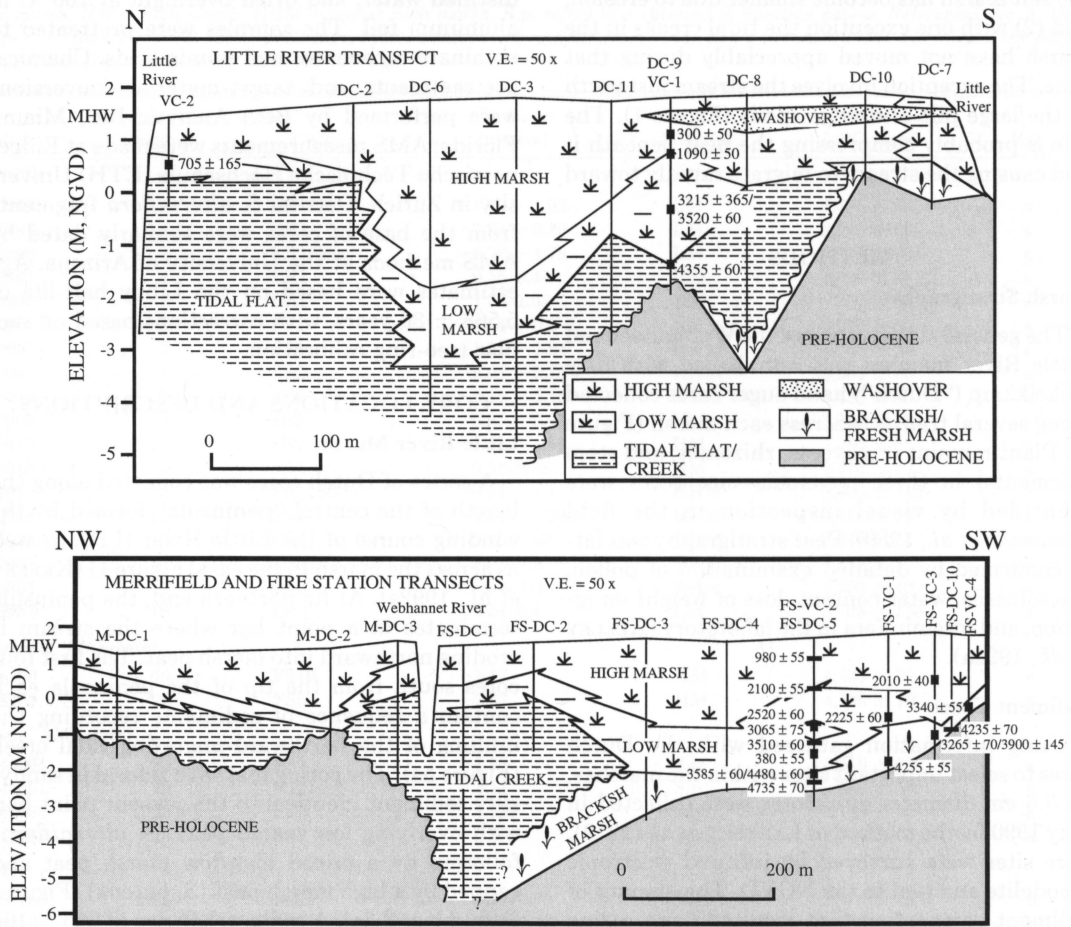 N
S
LITTLE RIVER TRANSECT V.E. = 50 x
Little River
VC-2
DC-2
DC-6
DC-3
DC-11
DC-9
VC-1
DC-8
DC-10
DC-7
Little River
ELEVATION (M. NGVD)
2
MHW
1
0
-1
-2
-3
-4
-5
705 ± 165
HIGH MARSH
WASHOVER
300 ± 50
1090 ± 50
3215 ± 365/
3520 ± 60
4355 ± 60
TIDAL FLAT
LOW
MARSH
PRE-HOLOCENE
0 100 m
HIGH MARSH
LOW MARSH
TIDAL FLAT/
CREEK
WASHOVER
BRACKISH/
FRESH MARSH
PRE-HOLOCENE
NW
SW
MERRIFIELD AND FIRE STATION TRANSECTS V.E. = 50 x
Webhannet River
M-DC-1
M-DC-2
M-DC-3
FS-DC-1
FS-DC-2
FS-DC-3
FS-DC-4
FS-VC-2
FS-DC-5
FS-VC-1
FS-VC-3
FS-DC-10
FS-VC-4
ELEVATION (M NGVD)
2
MHW
1
0
-1
-2
-3
-4
-5
-6
HIGH MARSH
980 ± 55
2100 ± 55
2520 ± 60
3065 ± 75
3510 ± 60
380 ± 55
3585 ± 60/4480 ± 60
4735 ± 70
2010 ± 40
2225 ± 60
3340 ± 55
4235 ± 70
3265 ± 70/3900 ± 145
4255 ± 55
LOW MARSH
TIDAL CREEK
BRACKISH
MARSH
PRE-HOLOCENE
?
?
0 200 m